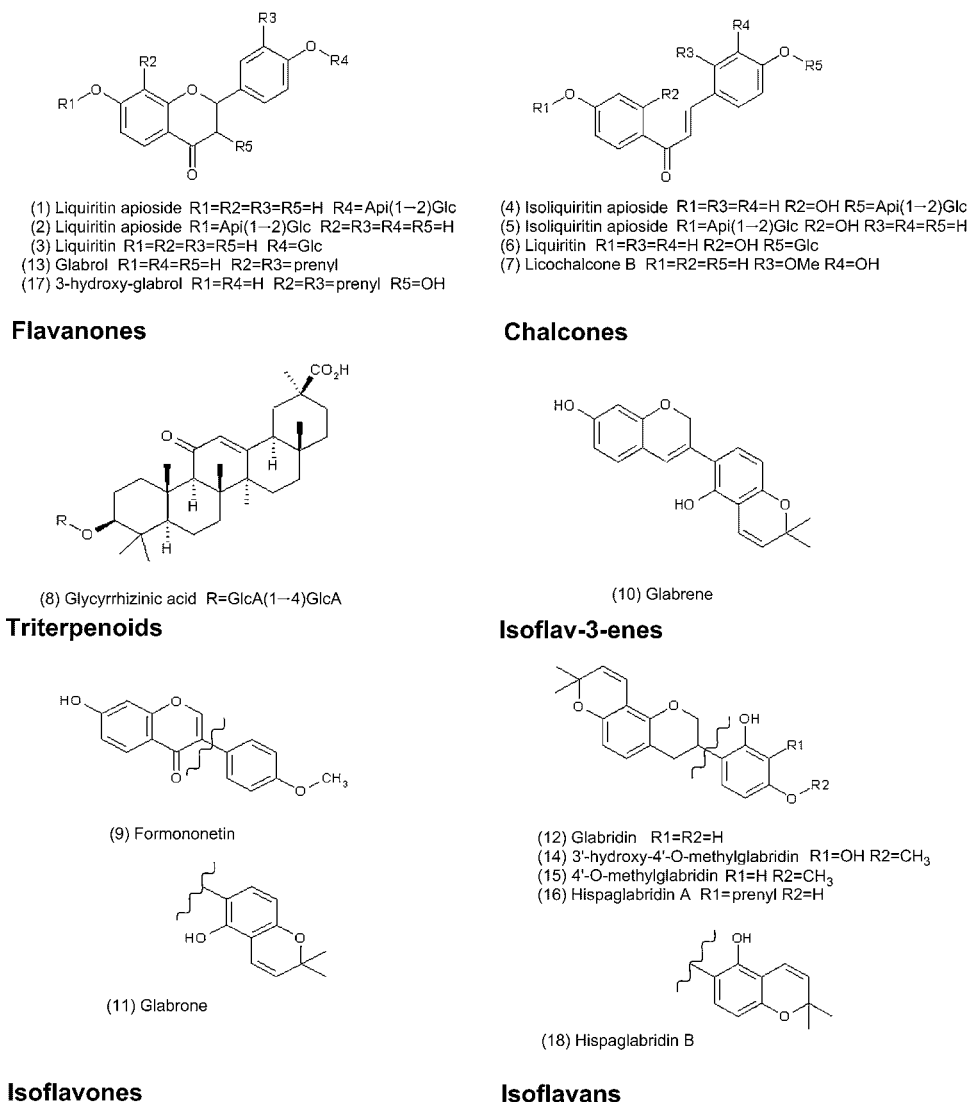 R3
R2
O
R4
R1
O
O
R5
O
(1) Liquiritin apioside R1=R2=R3=R5=H R4=Api(1→2)Glc
(2) Liquiritin apioside R1=Api(1→2)Glc R2=R3=R4=R5=H
(3) Liquiritin R1=R2=R3=R5=H R4=Glc
(13) Glabrol R1=R4=R5=H R2=R3=prenyl
(17) 3-hydroxy-glabrol R1=R4=H R2=R3=prenyl R5=OH
Flavanones
R4
R3
O
R5
R1
O
R2
O
(4) Isoliquiritin apioside R1=R3=R4=H R2=OH R5=Api(1→2)Glc
(5) Isoliquiritin apioside R1=Api(1→2)Glc R2=OH R3=R4=R5=H
(6) Liquiritin R1=R3=R4=H R2=OH R5=Glc
(7) Licochalcone B R1=R2=R5=H R3=OMe R4=OH
Chalcones
CO2H
O
H
H
R
O
H
(8) Glycyrrhizinic acid R=GlcA(1→4)GlcA
Triterpenoids
HO
O
HO
O
(10) Glabrene
Isoflav-3-enes
HO
O
O
O
CH3
(9) Formononetin
HO
O
(11) Glabrone
Isoflavones
O
O
OH
R1
O
R2
(12) Glabridin R1=R2=H
(14) 3'-hydroxy-4'-O-methylglabridin R1=OH R2=CH3
(15) 4'-O-methylglabridin R1=H R2=CH3
(16) Hispaglabridin A R1=prenyl R2=H
OH
O
(18) Hispaglabridin B
Isoflavans